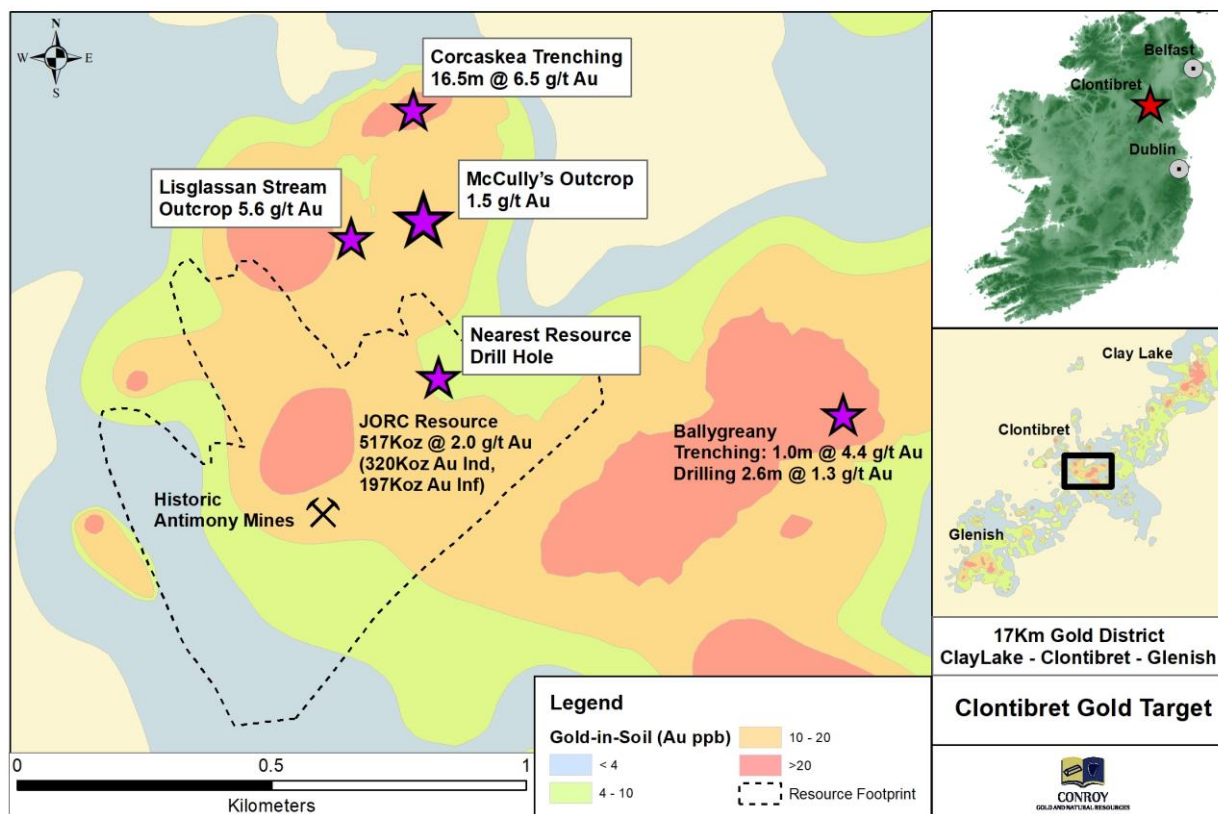 N
W
E
S
Corcaskea Trenching
16.5m @ 6.5 g/t Au
Lisglassan Stream
Outcrop 5.6 g/t Au
McCully's Outcrop
1.5 g/t Au
Nearest Resource
Drill Hole
JORC Resource
517Koz @ 2.0 g/t Au
(320Koz Au Ind,
197Koz Au Inf)
Historic
Antimony Mines
Ballygreany
Trenching: 1.0m @ 4.4 g/t Au
Drilling 2.6m @ 1.3 g/t Au
0
0.5
1
Kilometers
Legend
Gold-in-Soil (Au ppb)
< 4
4 - 10
10 - 20
>20
Resource Footprint
Belfast
Clontibret
Dublin
Clay Lake
Clontibret
Glenish
17Km Gold District
ClayLake - Clontibret - Glenish
Clontibret Gold Target
CONROY
GOLD AND NATURAL RESOURCES